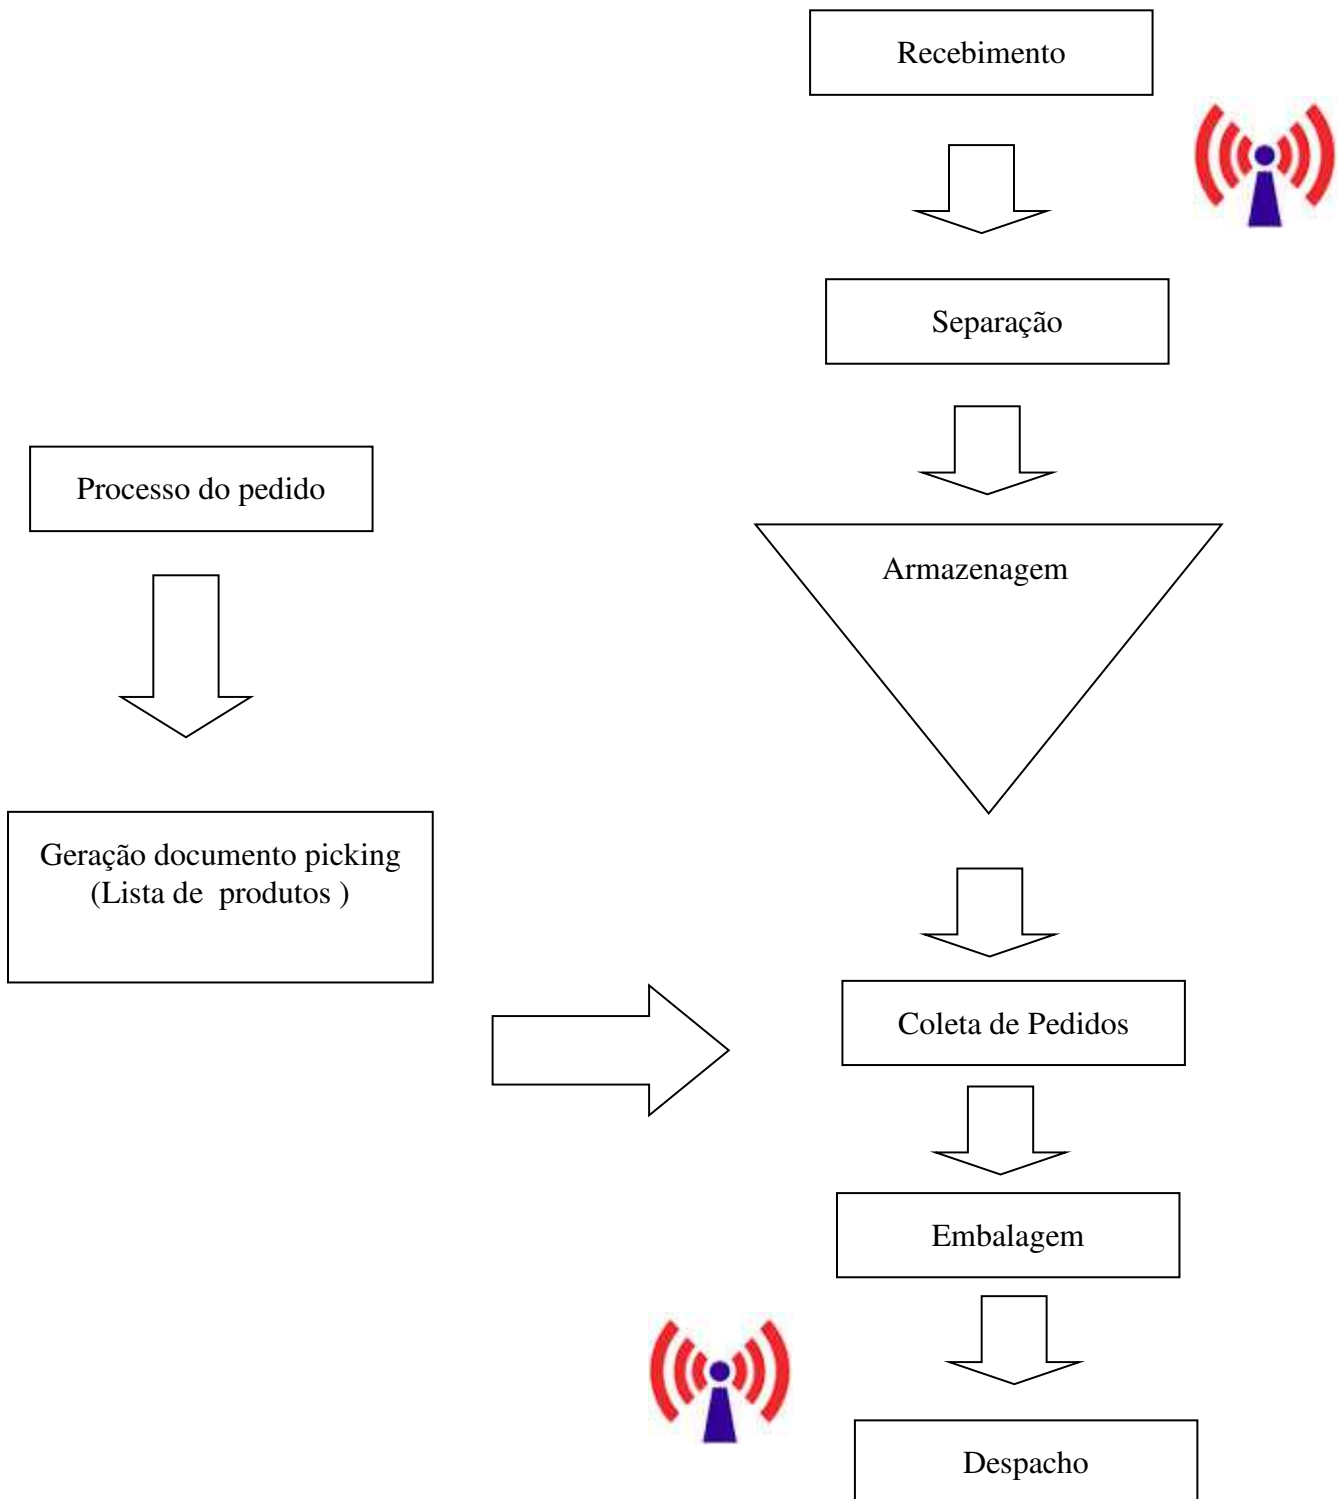 Recebimento
Separação
Processo do pedido
Armazenagem
Geração documento picking
(Lista de produtos )
Coleta de Pedidos
Embalagem
Despacho